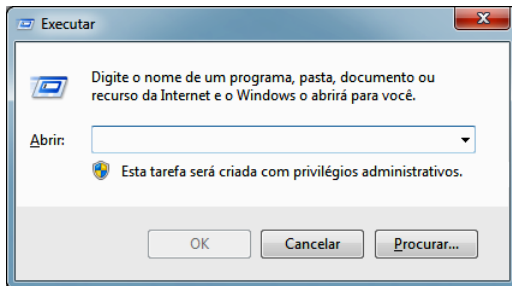 Executar
Digite o nome de um programa, pasta, documento ou
recurso da Internet e o Windows o abrirá para você.
Abrir:
Esta tarefa será criada com privilégios administrativos.
OK Cancelar Procurar...